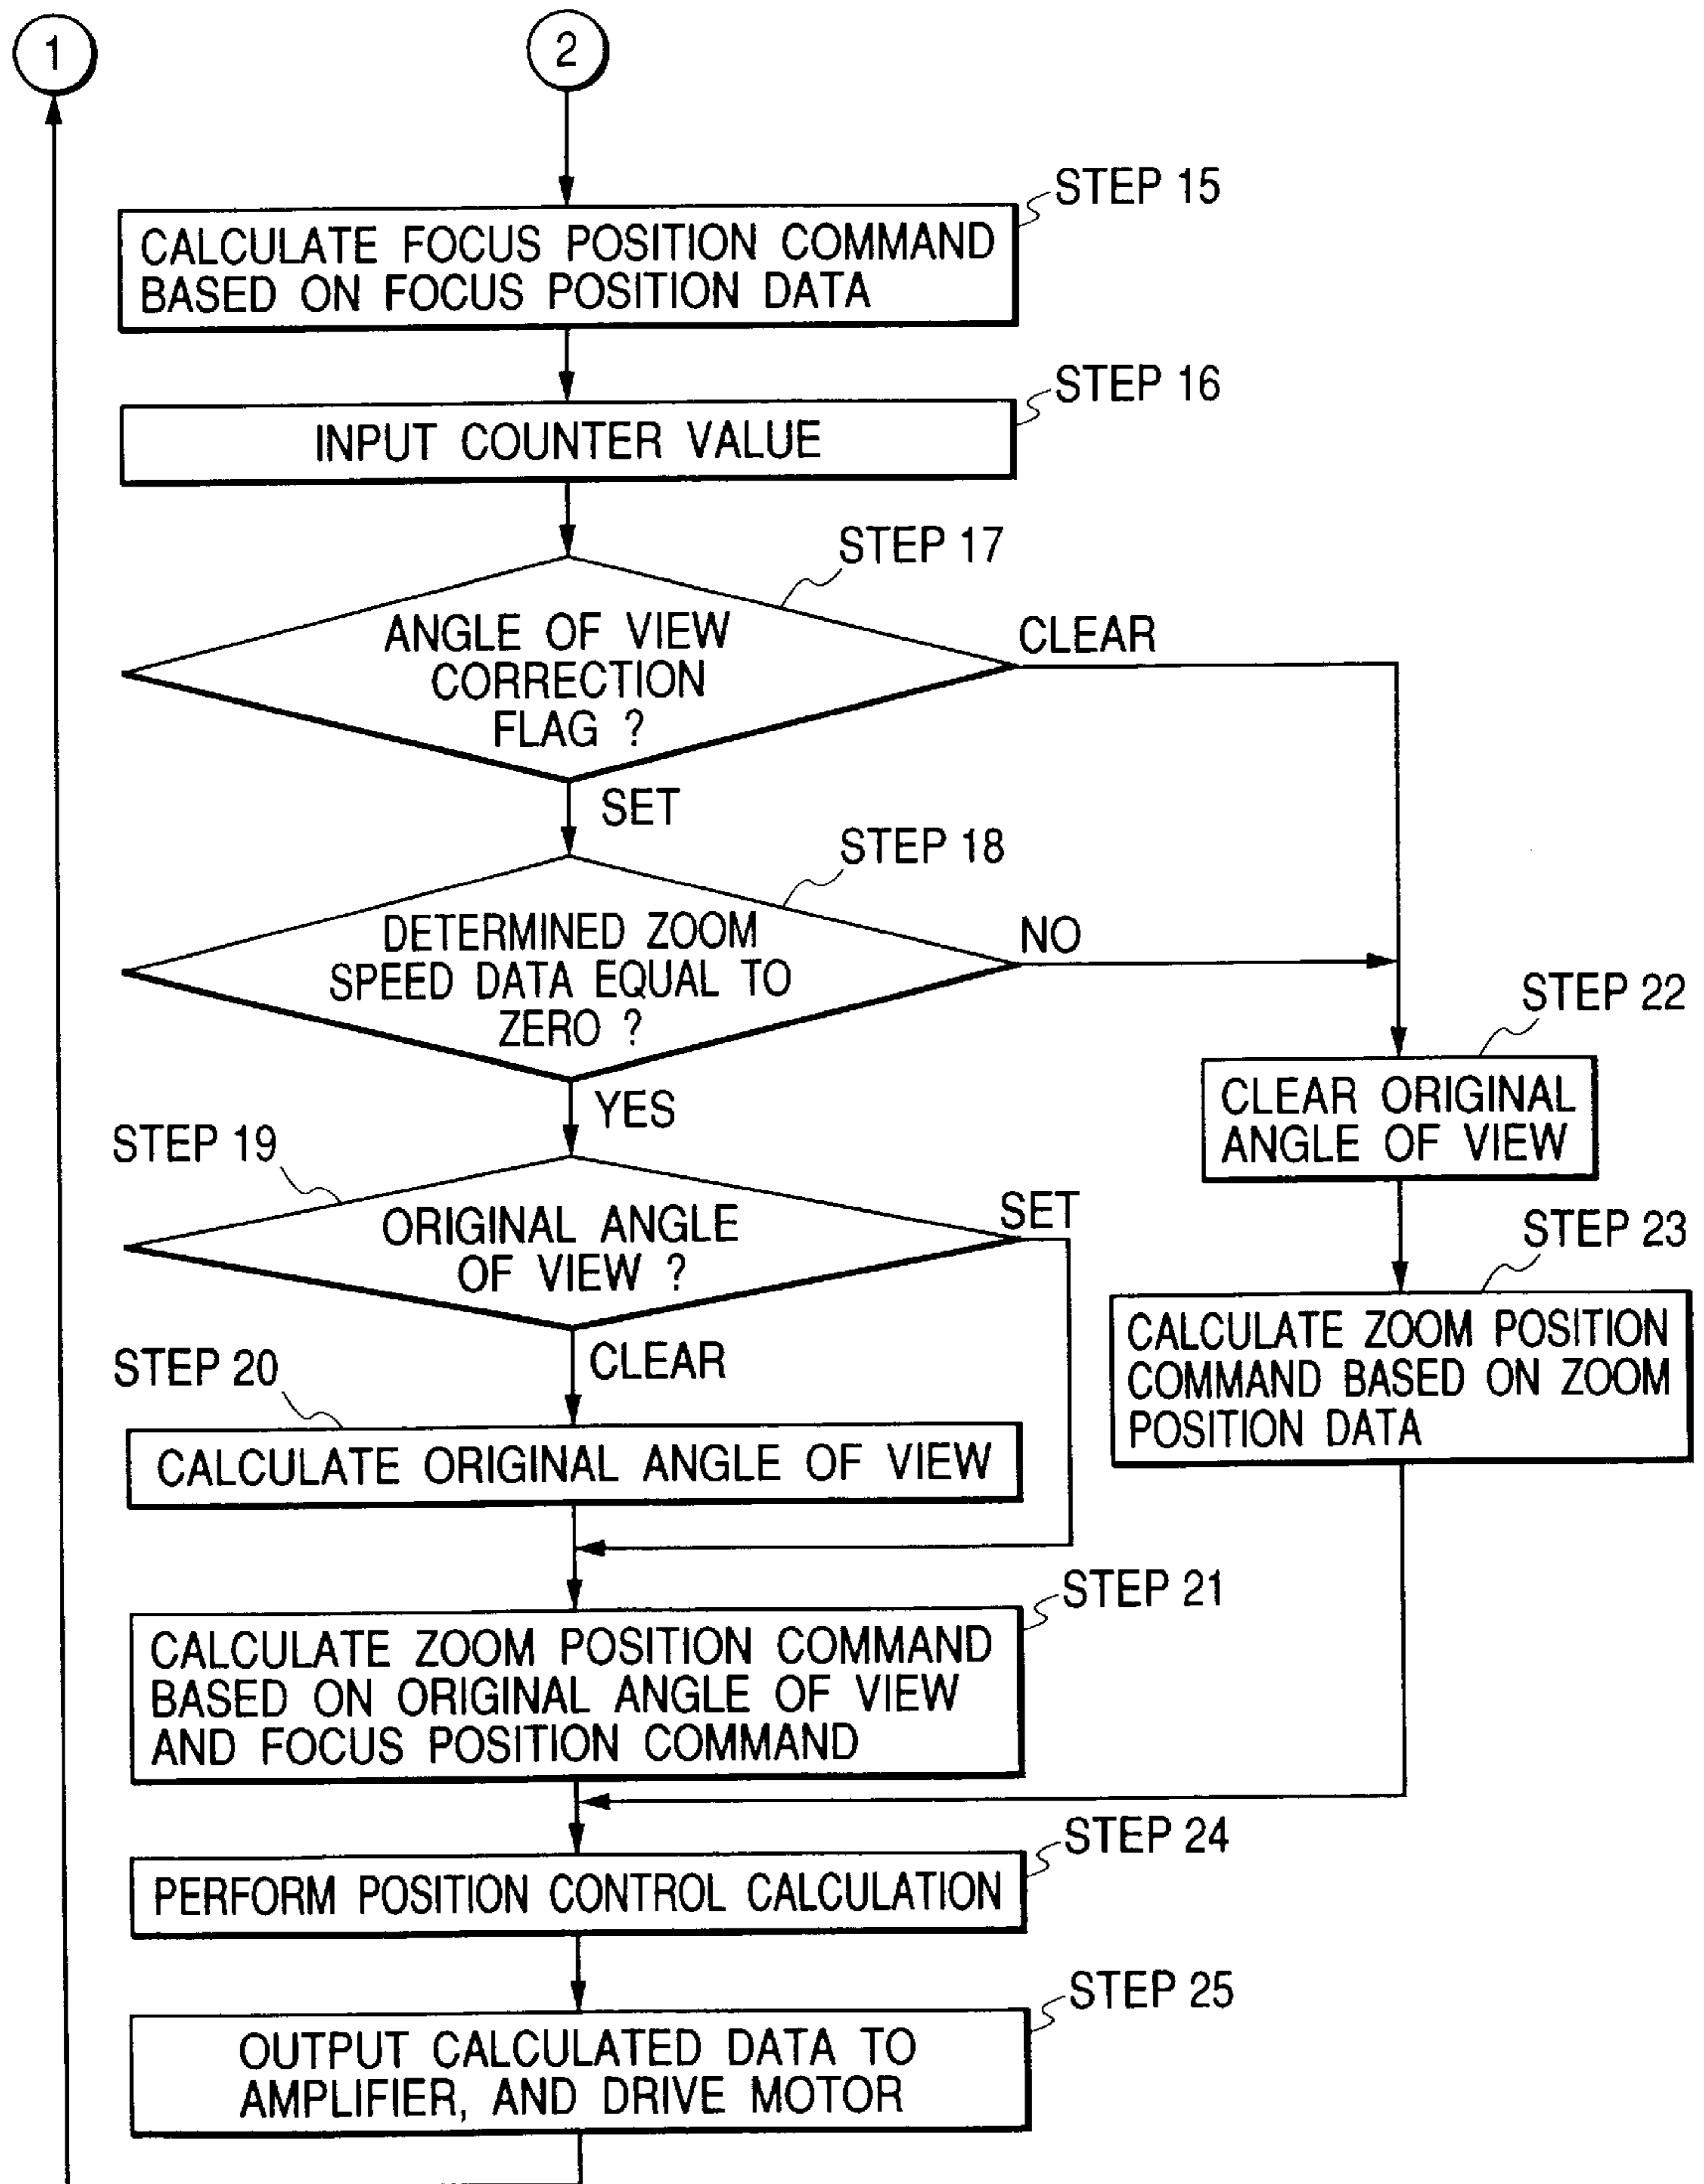 1
2
STEP 15
CALCULATE FOCUS POSITION COMMAND
BASED ON FOCUS POSITION DATA
STEP 16
INPUT COUNTER VALUE
STEP 17
ANGLE OF VIEW
CORRECTION
FLAG ?
CLEAR
SET
STEP 18
DETERMINED ZOOM
SPEED DATA EQUAL TO
ZERO ?
NO
YES
STEP 22
CLEAR ORIGINAL
ANGLE OF VIEW
STEP 19
ORIGINAL ANGLE
OF VIEW ?
SET
CLEAR
STEP 23
CALCULATE ZOOM POSITION
COMMAND BASED ON ZOOM
POSITION DATA
STEP 20
CALCULATE ORIGINAL ANGLE OF VIEW
STEP 21
CALCULATE ZOOM POSITION COMMAND
BASED ON ORIGINAL ANGLE OF VIEW
AND FOCUS POSITION COMMAND
STEP 24
PERFORM POSITION CONTROL CALCULATION
STEP 25
OUTPUT CALCULATED DATA TO
AMPLIFIER, AND DRIVE MOTOR